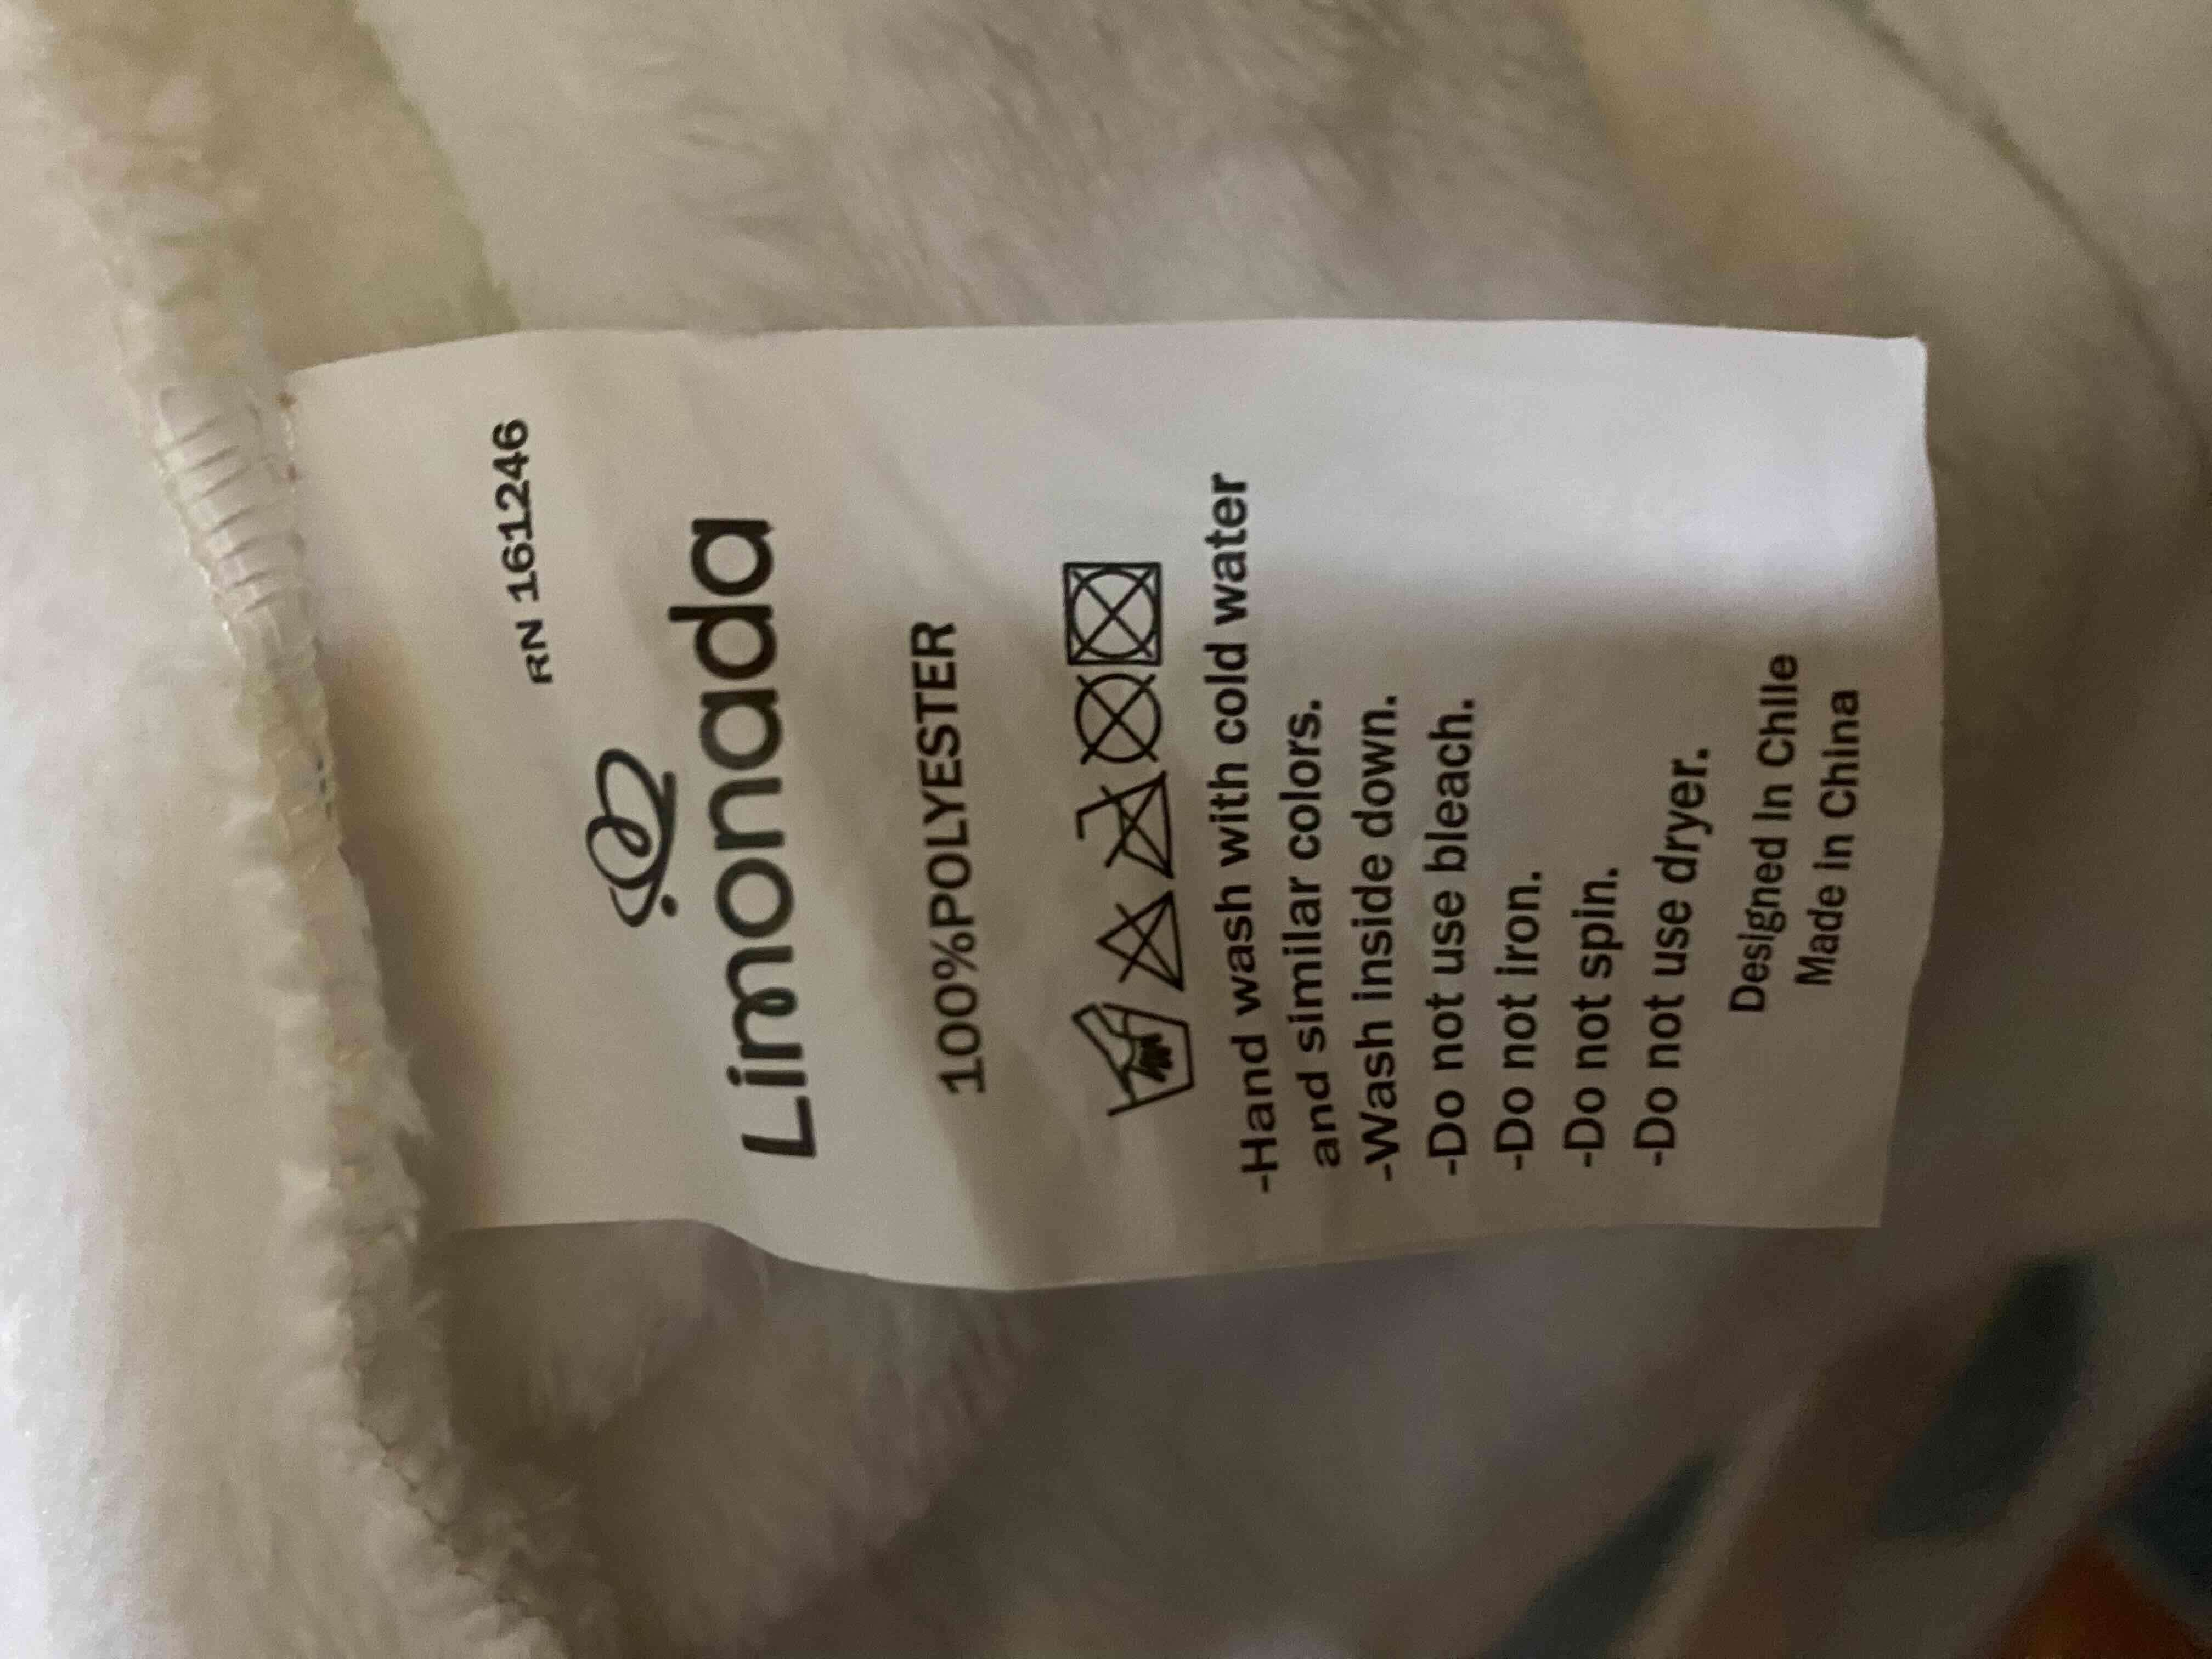 RN 161246
Limonada
100%POLYESTER
-Hand wash with cold water
and similar colors.
-Wash inside down.
-Do not use bleach.
-Do not iron.
-Do not spin.
-Do not use dryer.
Designed In Chile
Made in China